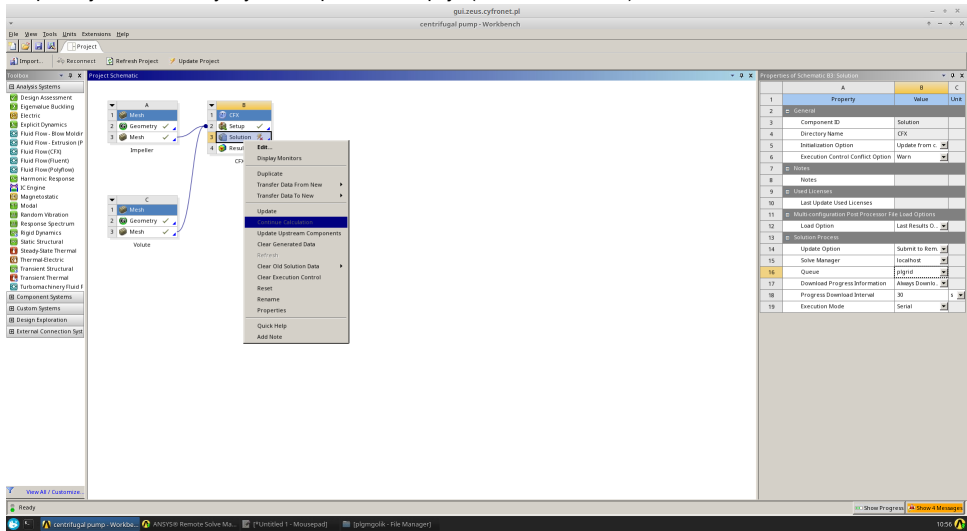 gui.zeus.cyfronet.pl
centrifugal pump - Workbench
File View Tools Units Extensions Help
Project
Import... Reconnect Refresh Project Update Project
Toolbox
Project Schematic
Properties of Schematic B3: Solution
Analysis Systems
Design Assessment
Eigenvalue Buckling
Electric
Explicit Dynamics
Fluid Flow - Blow Moldir
Fluid Flow - Extrusion (P
Fluid Flow (CFX)
Fluid Flow (Fluent)
Fluid Flow (Polyflow)
Harmonic Response
IC Engine
Magnetostatic
Modal
Random Vibration
Response Spectrum
Rigid Dynamics
Static Structural
Steady-State Thermal
Thermal-Electric
Transient Structural
Transient Thermal
Turbomachinery Fluid F
Component Systems
Custom Systems
Design Exploration
External Connection Syst
View All / Customize...
A
1 Mesh
2 Geometry
3 Mesh
Impeller
B
1 CFX
2 Setup
3 Solution
4 Resu
CFX
C
1 Mesh
2 Geometry
3 Mesh
Volute
Edit...
Display Monitors
Duplicate
Transfer Data From New
Transfer Data To New
Update
Continue Calculation
Update Upstream Components
Clear Generated Data
Refresh
Clear Old Solution Data
Clear Execution Control
Reset
Rename
Properties
Quick Help
Add Note
A B C
1 Property Value Unit
2 General
3 Component ID Solution
4 Directory Name CFX
5 Initialization Option Update from c.
6 Execution Control Conflict Option Warn
7 Notes
8 Notes
9 Used Licenses
10 Last Update Used Licenses
11 Multi-configuration Post Processor File Load Options
12 Load Option Last Results O...
13 Solution Process
14 Update Option Submit to Rem.
15 Solve Manager localhost
16 Queue plgrid
17 Download Progress Information Always Downlo..
18 Progress Download Interval 30 s
19 Execution Mode Serial
Ready
Show Progress Show 4 Messages
centrifugal pump - Workbe... ANSYS® Remote Solve Ma... [*Untitled 1 - Mousepad] [plgmgolik - File Manager] 10:56